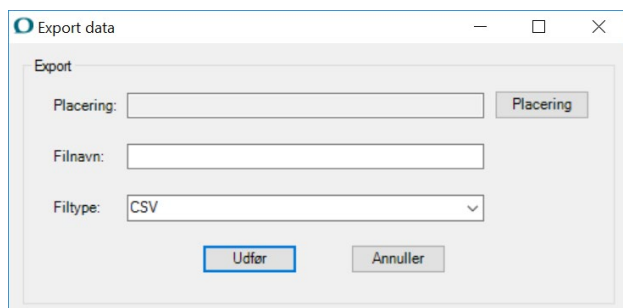 Export data
Export
Placering: Placering
Filnavn:
Filtype: CSV
Udfør Annuller